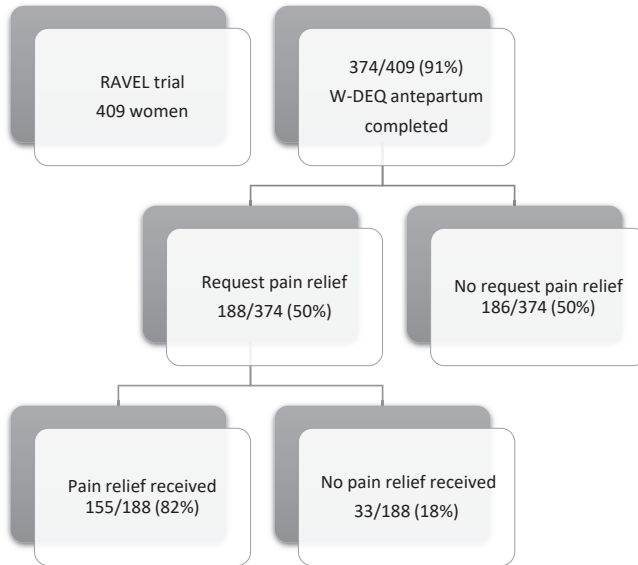 RAVEL trial
409 women
374/409 (91%)
W-DEQ antepartum
completed
Request pain relief
188/374 (50%)
No request pain relief
186/374 (50%)
Pain relief received
155/188 (82%)
No pain relief received
33/188 (18%)